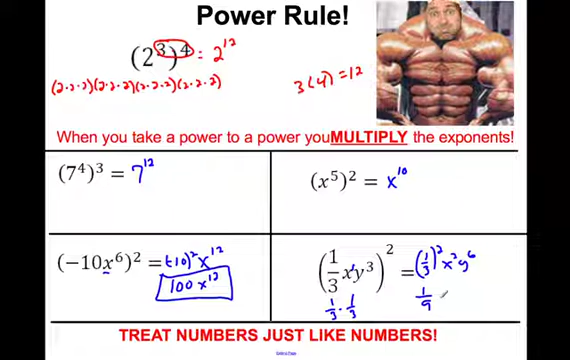 Power Rule!
(2³)⁴ = 2¹²
(2·2·2)(2·2·2)(2·2·2)(2·2·2)
3(4)=12
When you take a power to a power you MULTIPLY the exponents!
(7⁴)³ = 7¹²
(x⁵)² = x¹⁰
(−10x⁶)² = (-10)² x¹²
100x¹²
(1/3 x¹y³)² = (1/3)² x² y⁶
1/3 · 1/3
1/9
TREAT NUMBERS JUST LIKE NUMBERS!